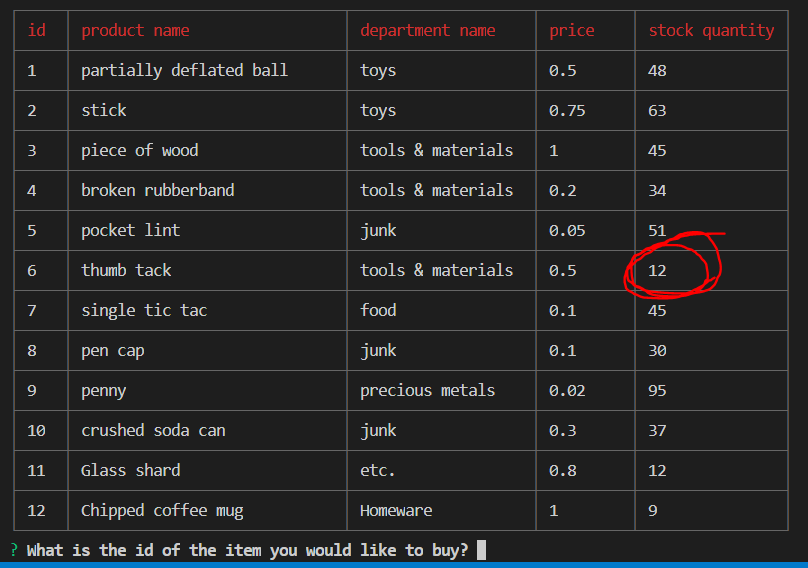 id product name department name price stock quantity
1 partially deflated ball toys 0.5 48
2 stick toys 0.75 63
3 piece of wood tools & materials 1 45
4 broken rubberband tools & materials 0.2 34
5 pocket lint junk 0.05 51
6 thumb tack tools & materials 0.5 12
7 single tic tac food 0.1 45
8 pen cap junk 0.1 30
9 penny precious metals 0.02 95
10 crushed soda can junk 0.3 37
11 Glass shard etc. 0.8 12
12 Chipped coffee mug Homeware 1 9
? What is the id of the item you would like to buy?